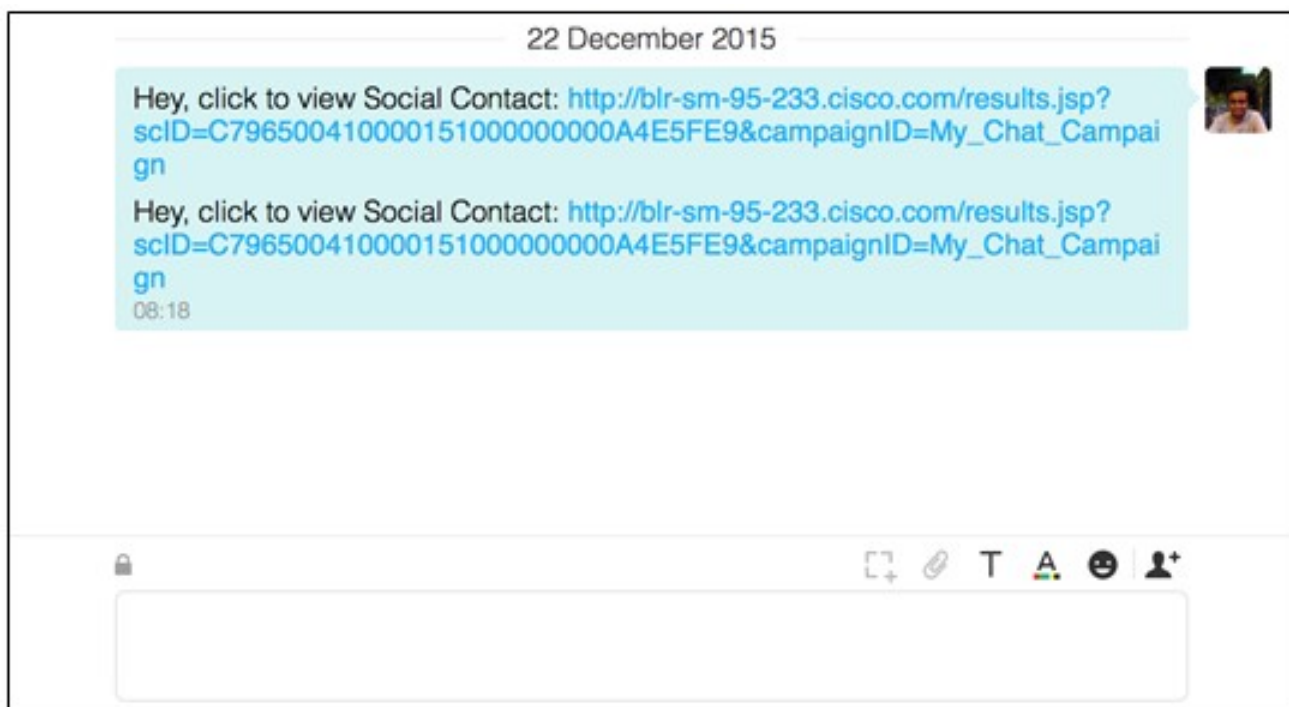 22 December 2015
Hey, click to view Social Contact: http://blr-sm-95-233.cisco.com/results.jsp?
scID=C7965004100001510000000000A4E5FE9&campaignID=My_Chat_Campai
gn
Hey, click to view Social Contact: http://blr-sm-95-233.cisco.com/results.jsp?
scID=C7965004100001510000000000A4E5FE9&campaignID=My_Chat_Campai
gn
08:18
T
A